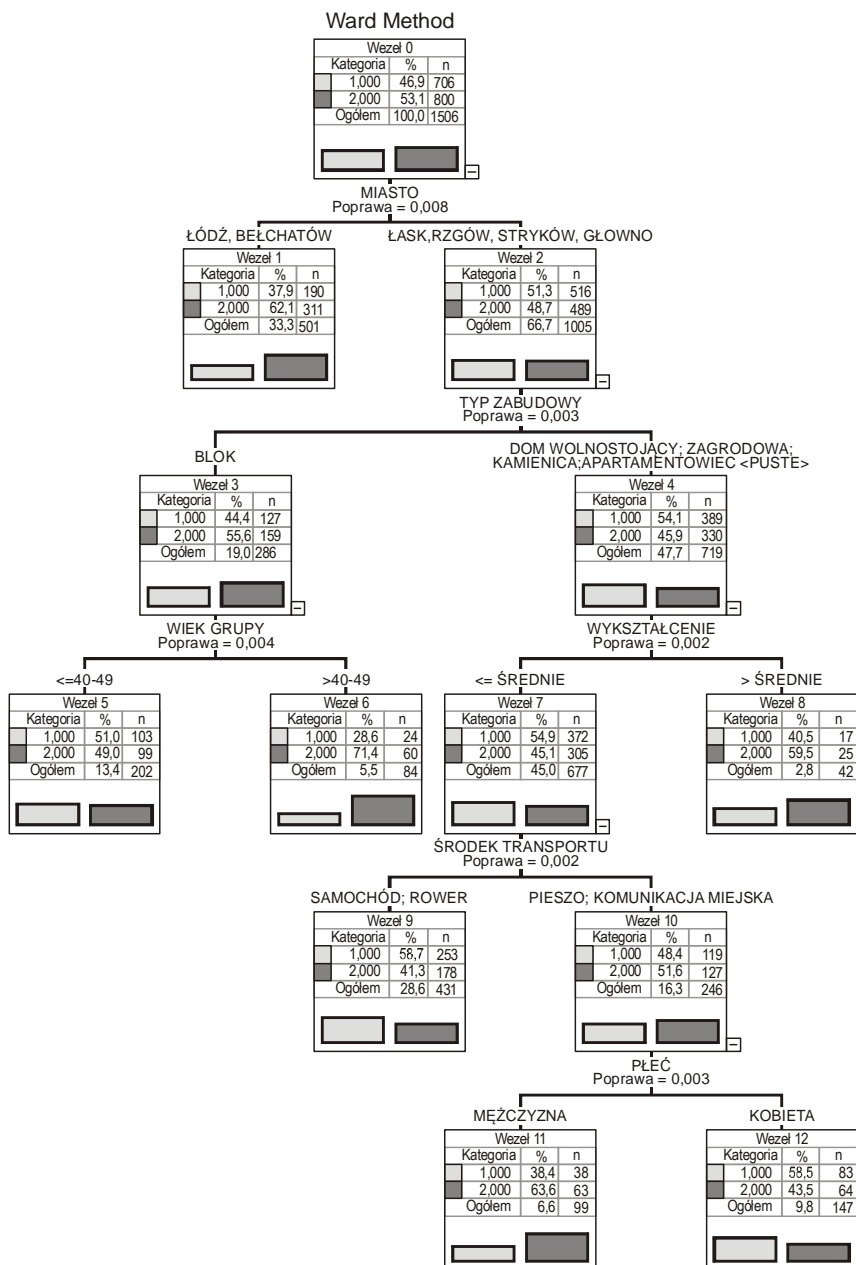 Ward Method
Wezeł 0
Kategoria % n
1,000 46,9 706
2,000 53,1 800
Ogółem 100,0 1506
MIASTO
Poprawa = 0,008
ŁÓDŹ, BEŁCHATÓW
Wezeł 1
Kategoria % n
1,000 37,9 190
2,000 62,1 311
Ogółem 33,3 501
ŁASK,RZGÓW, STRYKÓW, GŁOWNO
Wezeł 2
Kategoria % n
1,000 51,3 516
2,000 48,7 489
Ogółem 66,7 1005
TYP ZABUDOWY
Poprawa = 0,003
BLOK
Wezeł 3
Kategoria % n
1,000 44,4 127
2,000 55,6 159
Ogółem 19,0 286
DOM WOLNOSTOJĄCY; ZAGRODOWA;
KAMIENICA;APARTAMENTOWIEC <PUSTE>
Wezeł 4
Kategoria % n
1,000 54,1 389
2,000 45,9 330
Ogółem 47,7 719
WIEK GRUPY
Poprawa = 0,004
WYKSZTAŁCENIE
Poprawa = 0,002
<=40-49
Wezeł 5
Kategoria % n
1,000 51,0 103
2,000 49,0 99
Ogółem 13,4 202
>40-49
Wezeł 6
Kategoria % n
1,000 28,6 24
2,000 71,4 60
Ogółem 5,5 84
<= ŚREDNIE
Wezeł 7
Kategoria % n
1,000 54,9 372
2,000 45,1 305
Ogółem 45,0 677
> ŚREDNIE
Wezeł 8
Kategoria % n
1,000 40,5 17
2,000 59,5 25
Ogółem 2,8 42
ŚRODEK TRANSPORTU
Poprawa = 0,002
SAMOCHÓD; ROWER
Wezeł 9
Kategoria % n
1,000 58,7 253
2,000 41,3 178
Ogółem 28,6 431
PIESZO; KOMUNIKACJA MIEJSKA
Wezeł 10
Kategoria % n
1,000 48,4 119
2,000 51,6 127
Ogółem 16,3 246
PŁEĆ
Poprawa = 0,003
MĘŻCZYZNA
Wezeł 11
Kategoria % n
1,000 38,4 38
2,000 63,6 63
Ogółem 6,6 99
KOBIETA
Wezeł 12
Kategoria % n
1,000 58,5 83
2,000 43,5 64
Ogółem 9,8 147